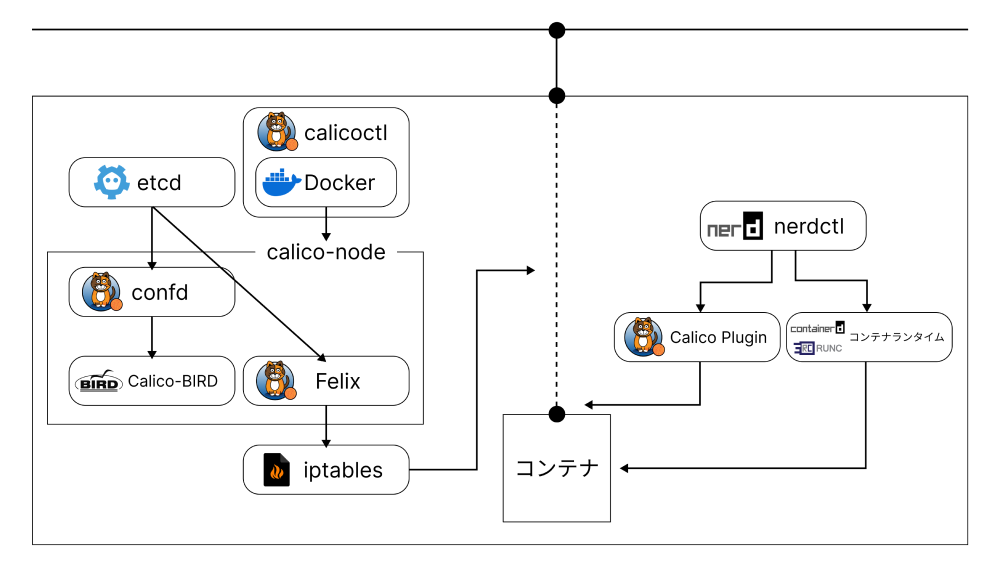 calicoctl
Docker
etcd
calico-node
confd
BIRD
Calico-BIRD
Felix
iptables
nerd
nerdctl
Calico Plugin
containerd
RUNC
コンテナランタイム
コンテナ